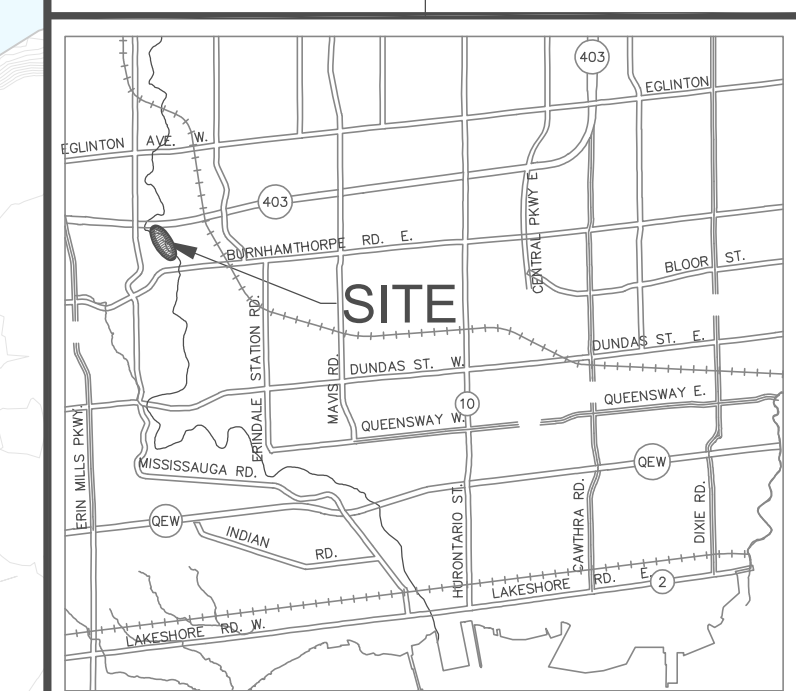 403
EGLINTON
EGLINTON AVE. W.
403
CENTRAL PKWY E
BURNHAMTHORPE RD. E.
BLOOR ST.
SITE
ERINDALE STATION RD.
MAVIS RD.
DUNDAS ST. E.
DUNDAS ST. W.
10
QUEENSWAY E.
QUEENSWAY W.
ERIN MILLS PKWY.
MISSISSAUGA RD.
QEW
QEW
HURONTARIO ST.
CAWTHRA RD.
DIXIE RD.
INDIAN RD.
LAKESHORE RD. E.
2
LAKESHORE RD. W.